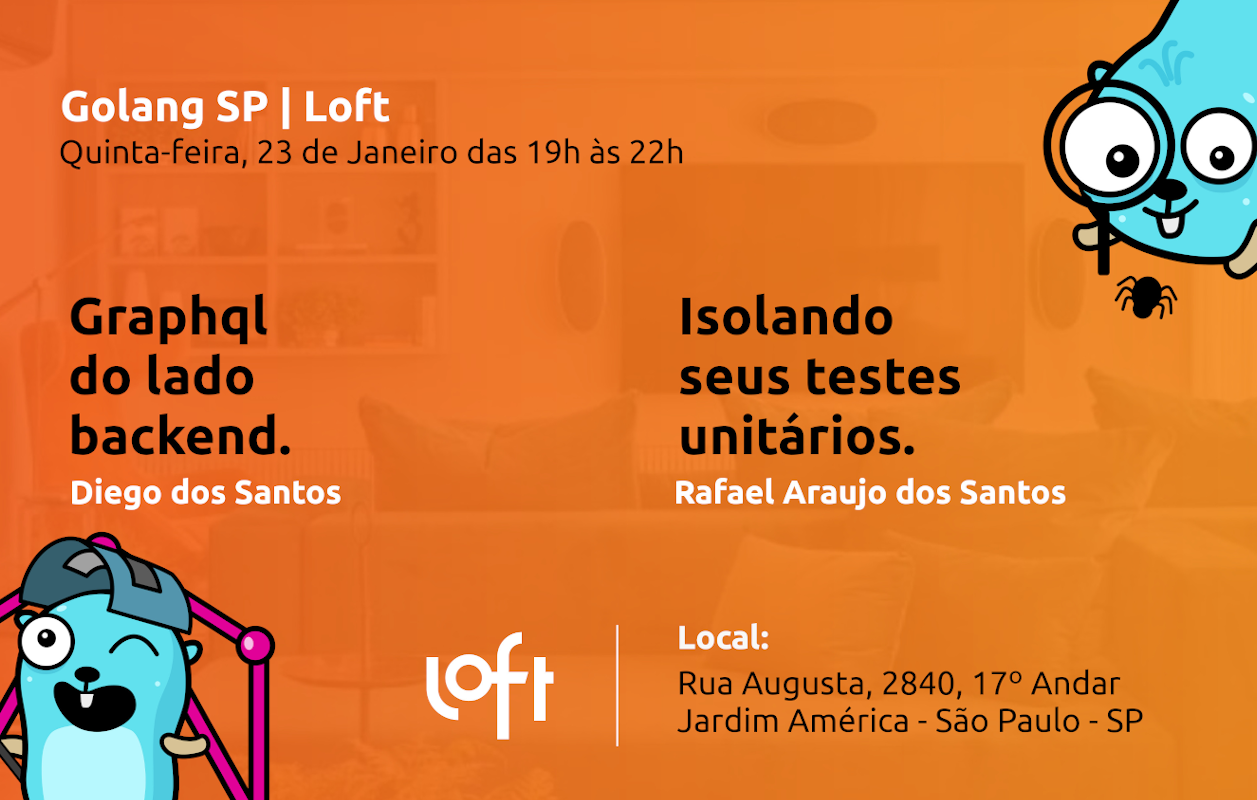 Golang SP | Loft
Quinta-feira, 23 de Janeiro das 19h às 22h
Graphql
do lado
backend.
Diego dos Santos
Isolando
seus testes
unitários.
Rafael Araujo dos Santos
Loft
Local:
Rua Augusta, 2840, 17º Andar
Jardim América - São Paulo - SP